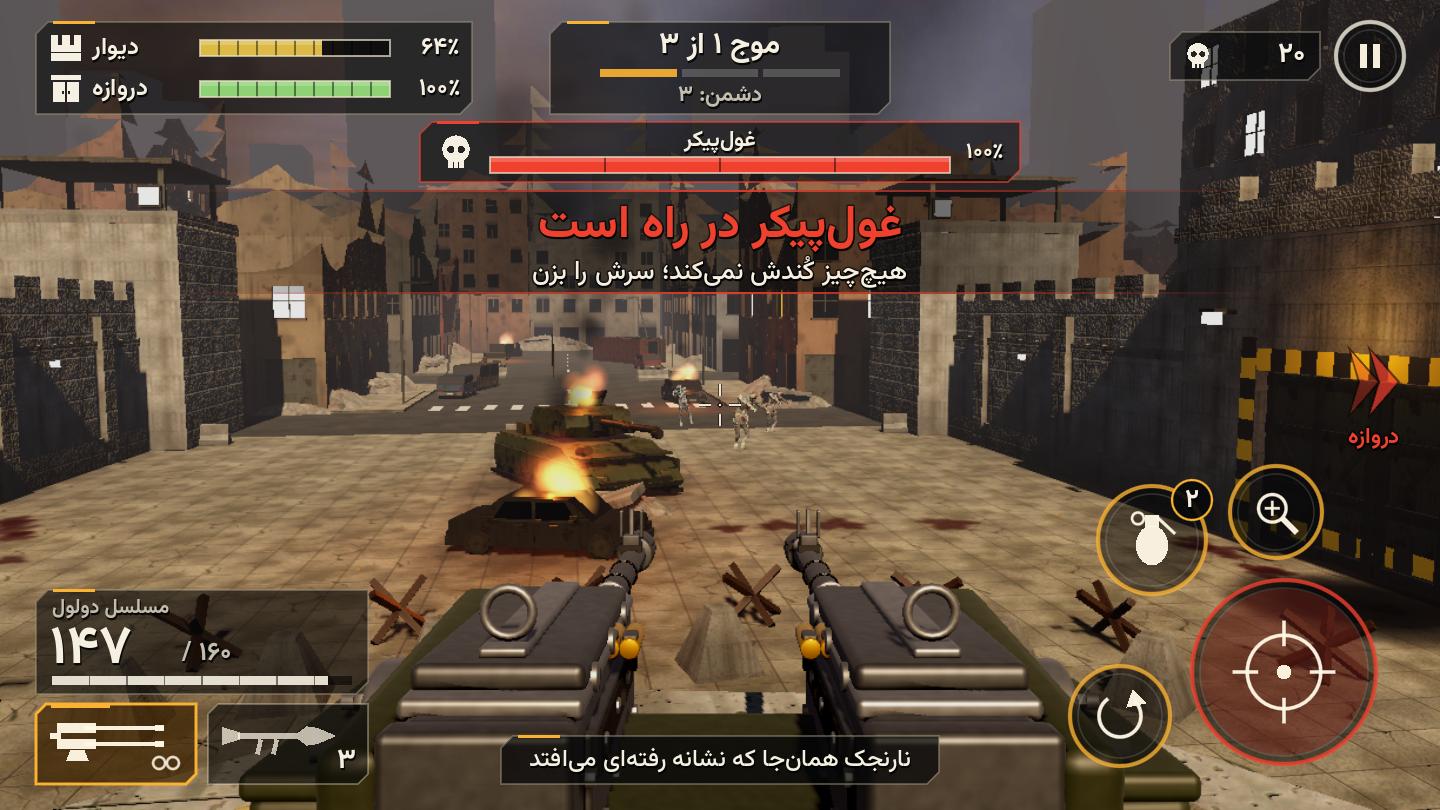 دیوار ۶۴٪
دروازه ۱۰۰٪
موج ۱ از ۳
دشمن: ۳
۲۰
غول‌پیکر
۱۰۰٪
غول‌پیکر در راه است
هیچ‌چیز کُندش نمی‌کند؛ سرش را بزن
دروازه
۲
مسلسل دولول
۱۴۷ / ۱۶۰
∞
۳
نارنجک همان‌جا که نشانه رفته‌ای می‌افتد